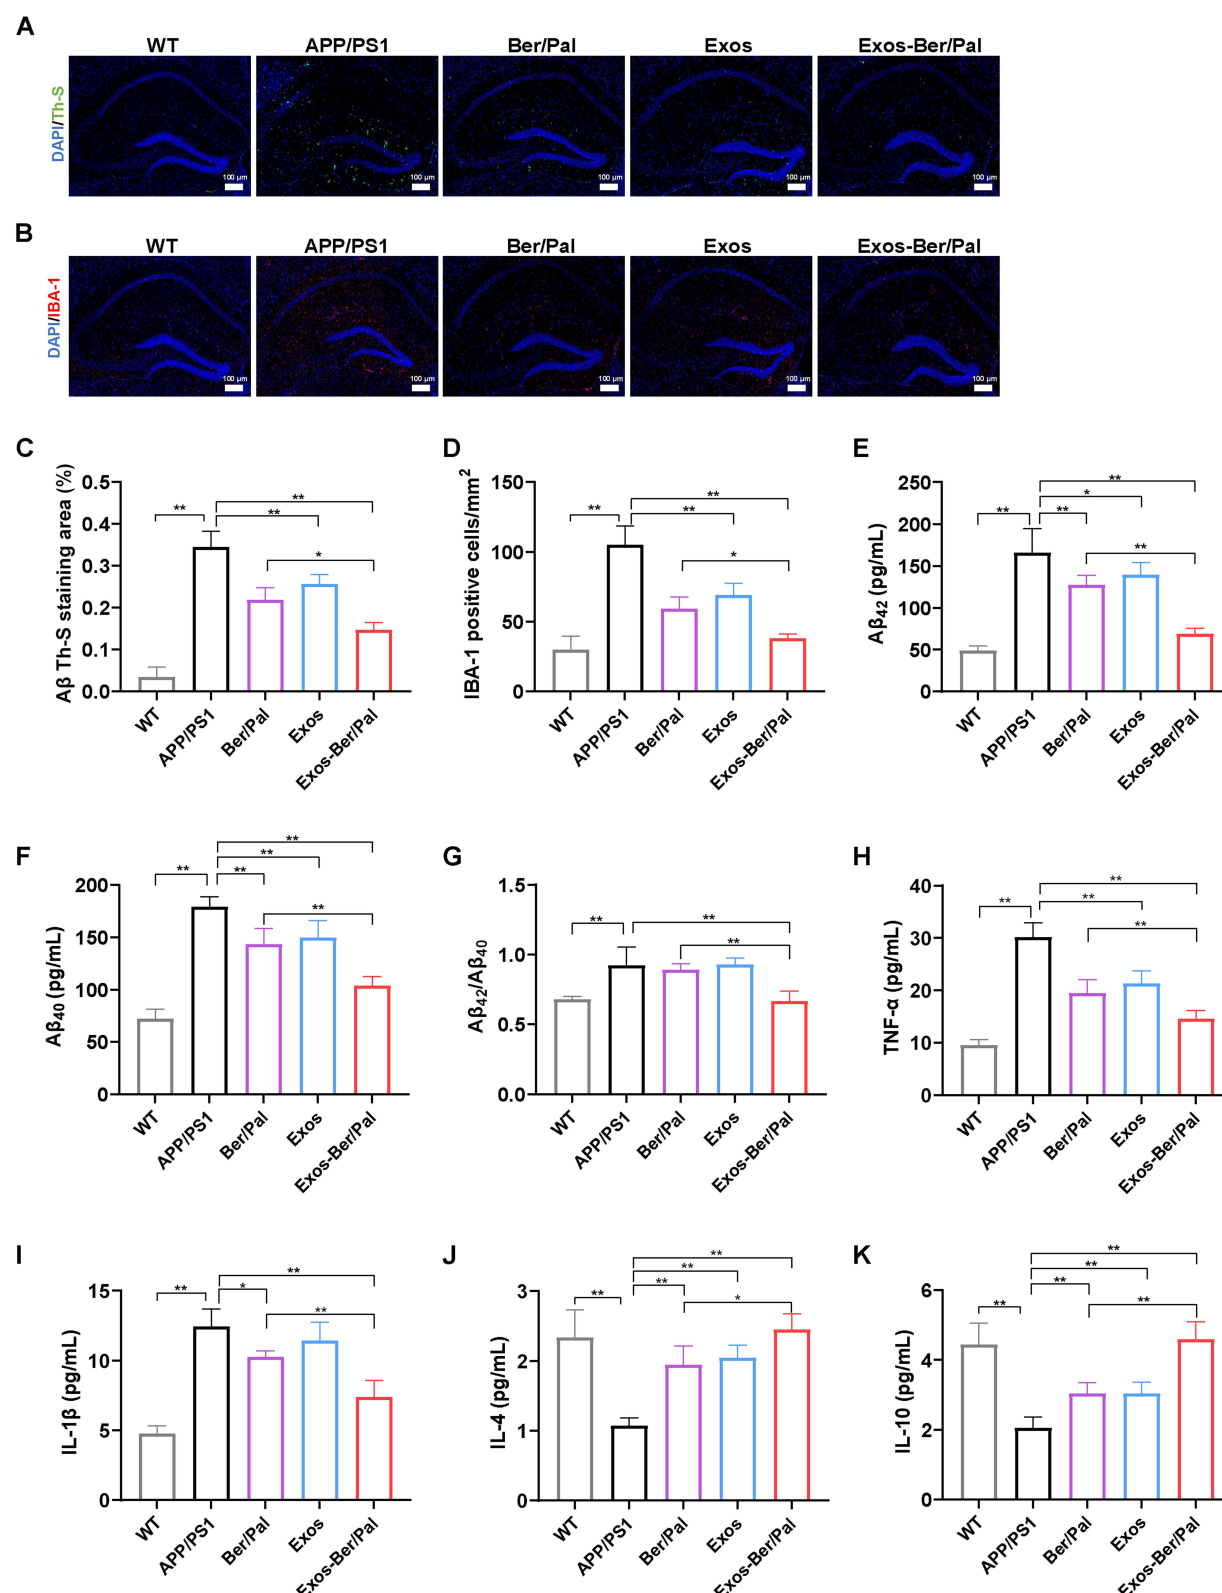 A
WT APP/PS1 Ber/Pal Exos Exos-Ber/Pal
DAPI/Th-S
100 µm 100 µm 100 µm 100 µm 100 µm
B
WT APP/PS1 Ber/Pal Exos Exos-Ber/Pal
DAPI/IBA-1
100 µm 100 µm 100 µm 100 µm 100 µm
C
Aβ Th-S staining area (%)
0.5
0.4
0.3
0.2
0.1
0.0
** ** ** *
WT APP/PS1 Ber/Pal Exos Exos-Ber/Pal
D
IBA-1 positive cells/mm²
150
100
50
0
** ** ** *
WT APP/PS1 Ber/Pal Exos Exos-Ber/Pal
E
Aβ₄₂ (pg/mL)
250
200
150
100
50
0
** * ** ** **
WT APP/PS1 Ber/Pal Exos Exos-Ber/Pal
F
Aβ₄₀ (pg/mL)
200
150
100
50
0
** ** ** ** **
WT APP/PS1 Ber/Pal Exos Exos-Ber/Pal
G
Aβ₄₂/Aβ₄₀
1.5
1.0
0.5
0.0
** ** **
WT APP/PS1 Ber/Pal Exos Exos-Ber/Pal
H
TNF-α (pg/mL)
40
30
20
10
0
** ** ** **
WT APP/PS1 Ber/Pal Exos Exos-Ber/Pal
I
IL-1β (pg/mL)
15
10
5
0
** ** * **
WT APP/PS1 Ber/Pal Exos Exos-Ber/Pal
J
IL-4 (pg/mL)
3
2
1
0
** ** ** ** *
WT APP/PS1 Ber/Pal Exos Exos-Ber/Pal
K
IL-10 (pg/mL)
6
4
2
0
** ** ** ** **
WT APP/PS1 Ber/Pal Exos Exos-Ber/Pal